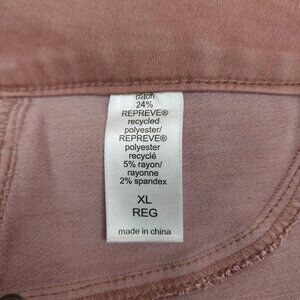 cotton
24%
REPREVE®
recycled
polyester/
REPREVE®
polyester
recyclé
5% rayon/
rayonne
2% spandex
XL
REG
made in china